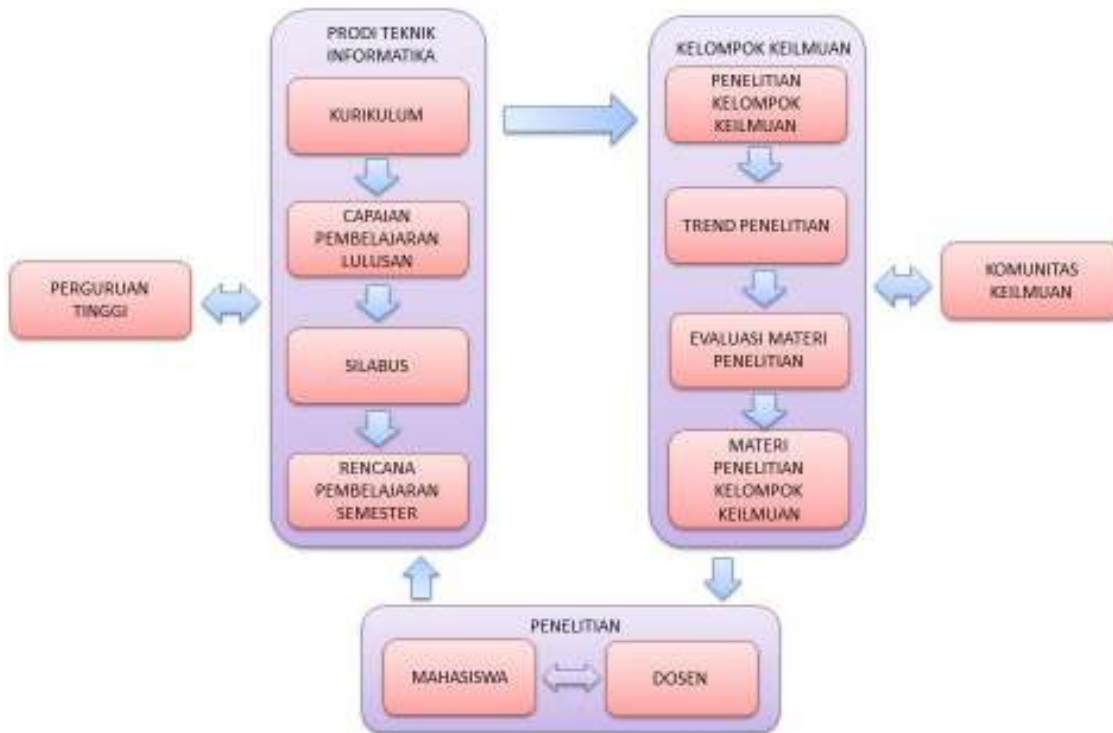 PRODI TEKNIK
INFORMATIKA
KURIKULUM
CAPAIAN
PEMBELAJARAN
LULUSAN
SILABUS
RENCANA
PEMBELAJARAN
SEMESTER
PERGURUAN
TINGGI
KELOMPOK KEILMUAN
PENELITIAN
KELOMPOK
KEILMUAN
TREND PENELITIAN
EVALUASI MATERI
PENELITIAN
MATERI
PENELITIAN
KELOMPOK
KEILMUAN
KOMUNITAS
KEILMUAN
PENELITIAN
MAHASISWA
DOSEN